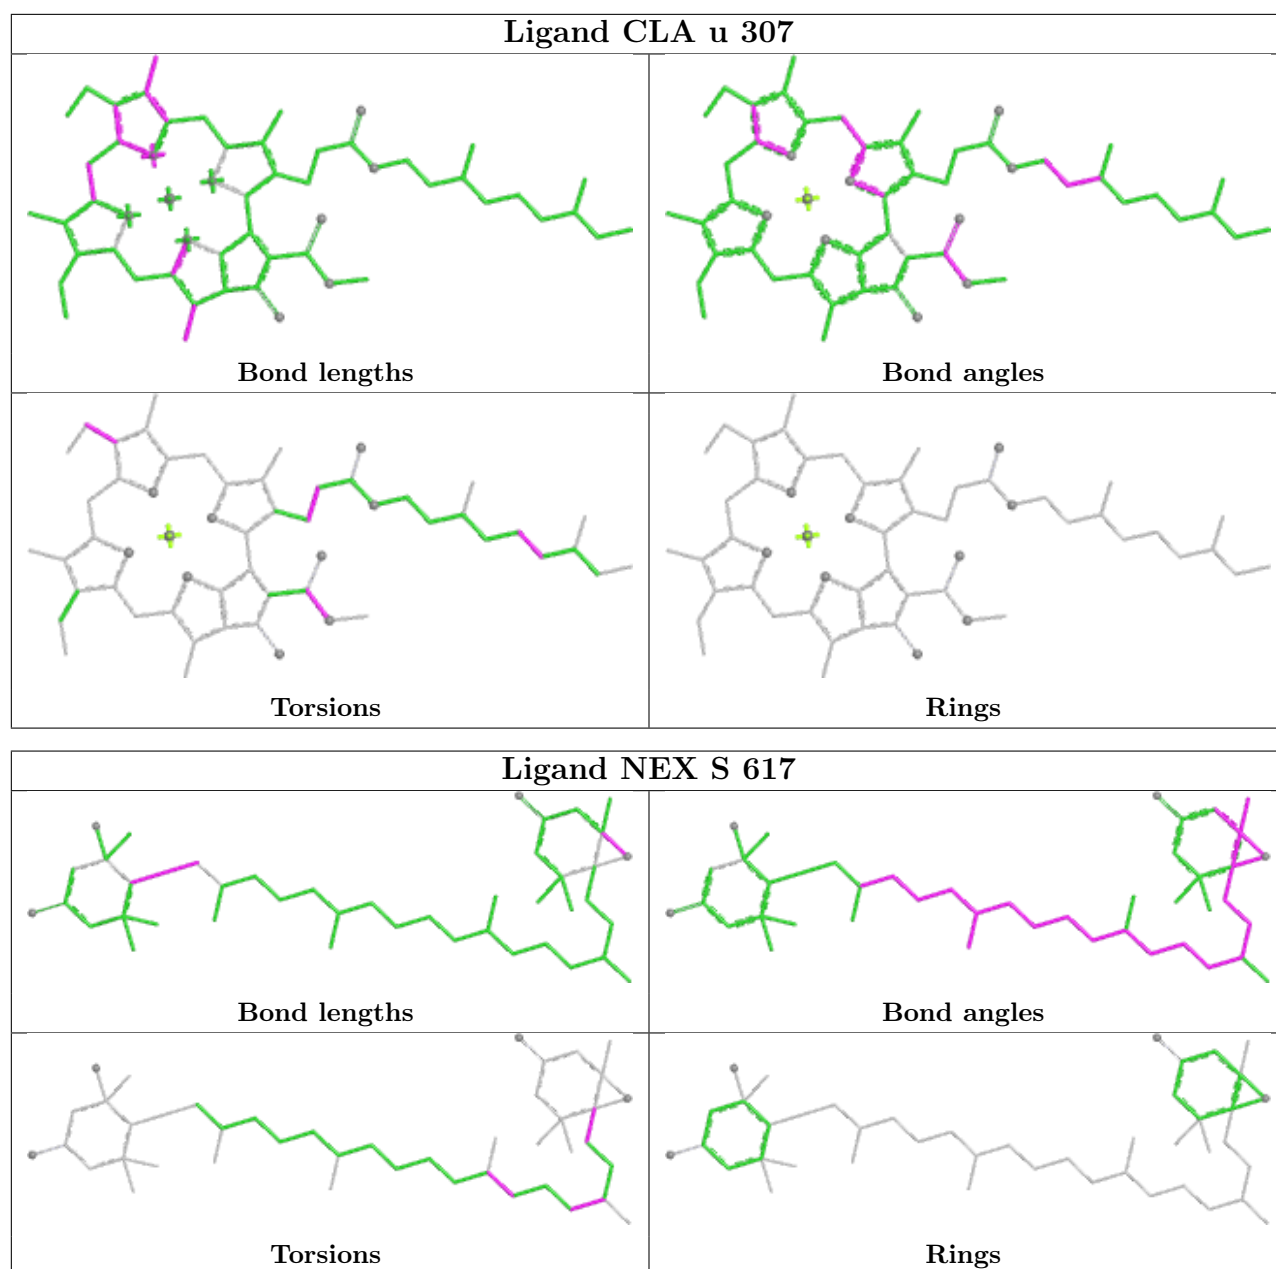 Ligand CLA u 307
Bond lengths
Bond angles
Torsions
Rings
Ligand NEX S 617
Bond lengths
Bond angles
Torsions
Rings